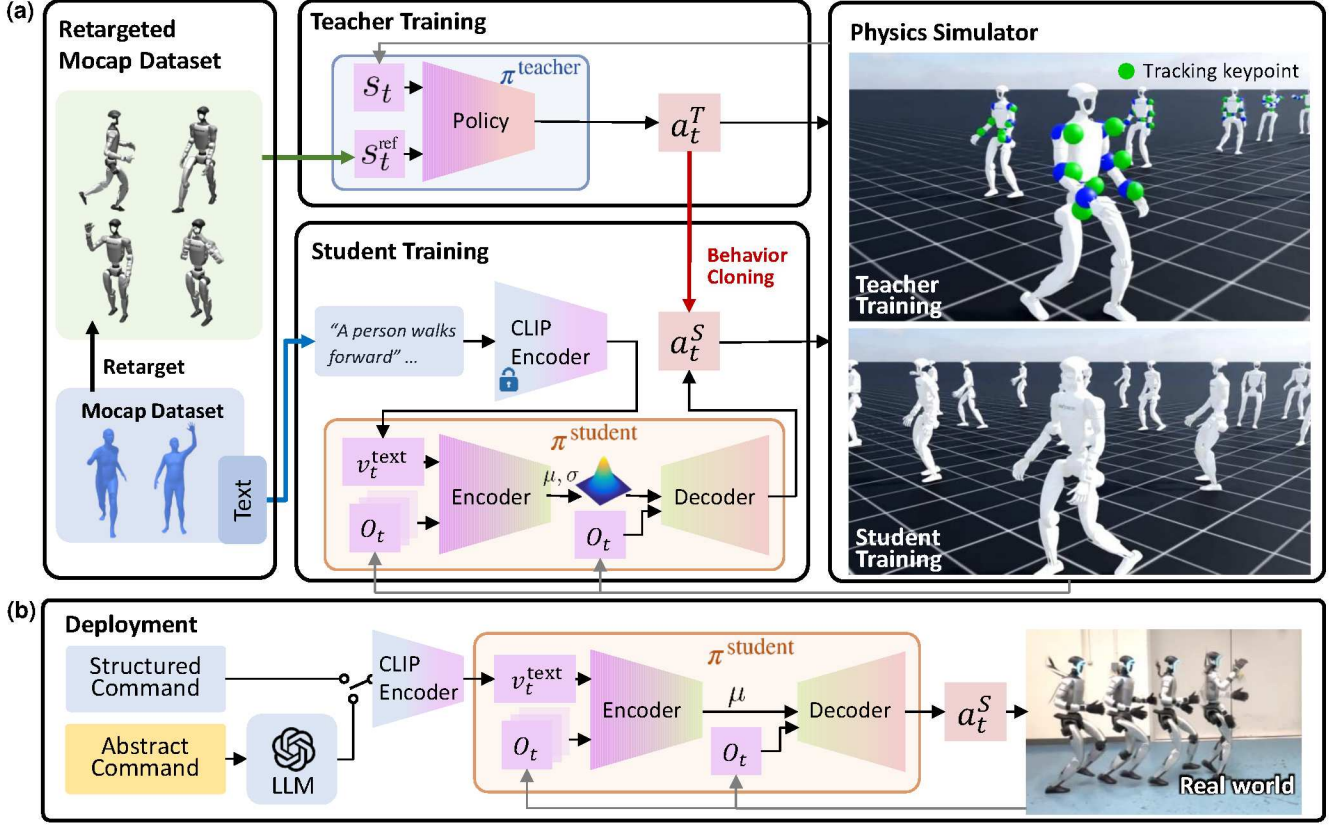 (a)
Retargeted
Mocap Dataset
Retarget
Mocap Dataset
Text
Teacher Training
π^teacher
s_t
s_t^ref
Policy
a_t^T
Student Training
"A person walks
forward" ...
CLIP
Encoder
Behavior
Cloning
a_t^S
π^student
v_t^text
O_t
Encoder
μ, σ
O_t
Decoder
Physics Simulator
Tracking keypoint
Teacher
Training
Student
Training
(b)
Deployment
Structured
Command
Abstract
Command
LLM
CLIP
Encoder
π^student
v_t^text
O_t
Encoder
μ
O_t
Decoder
a_t^S
Real world